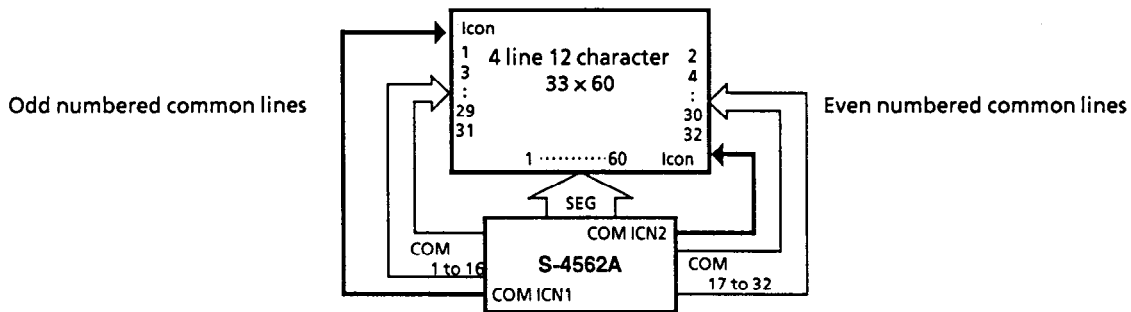 Icon
1
3
:
29
31
4 line 12 character
33 x 60
2
4
:
30
32
1 ··········· 60
Icon
Odd numbered common lines
Even numbered common lines
SEG
COM ICN2
COM
1 to 16
S-4562A
COM
17 to 32
COM ICN1